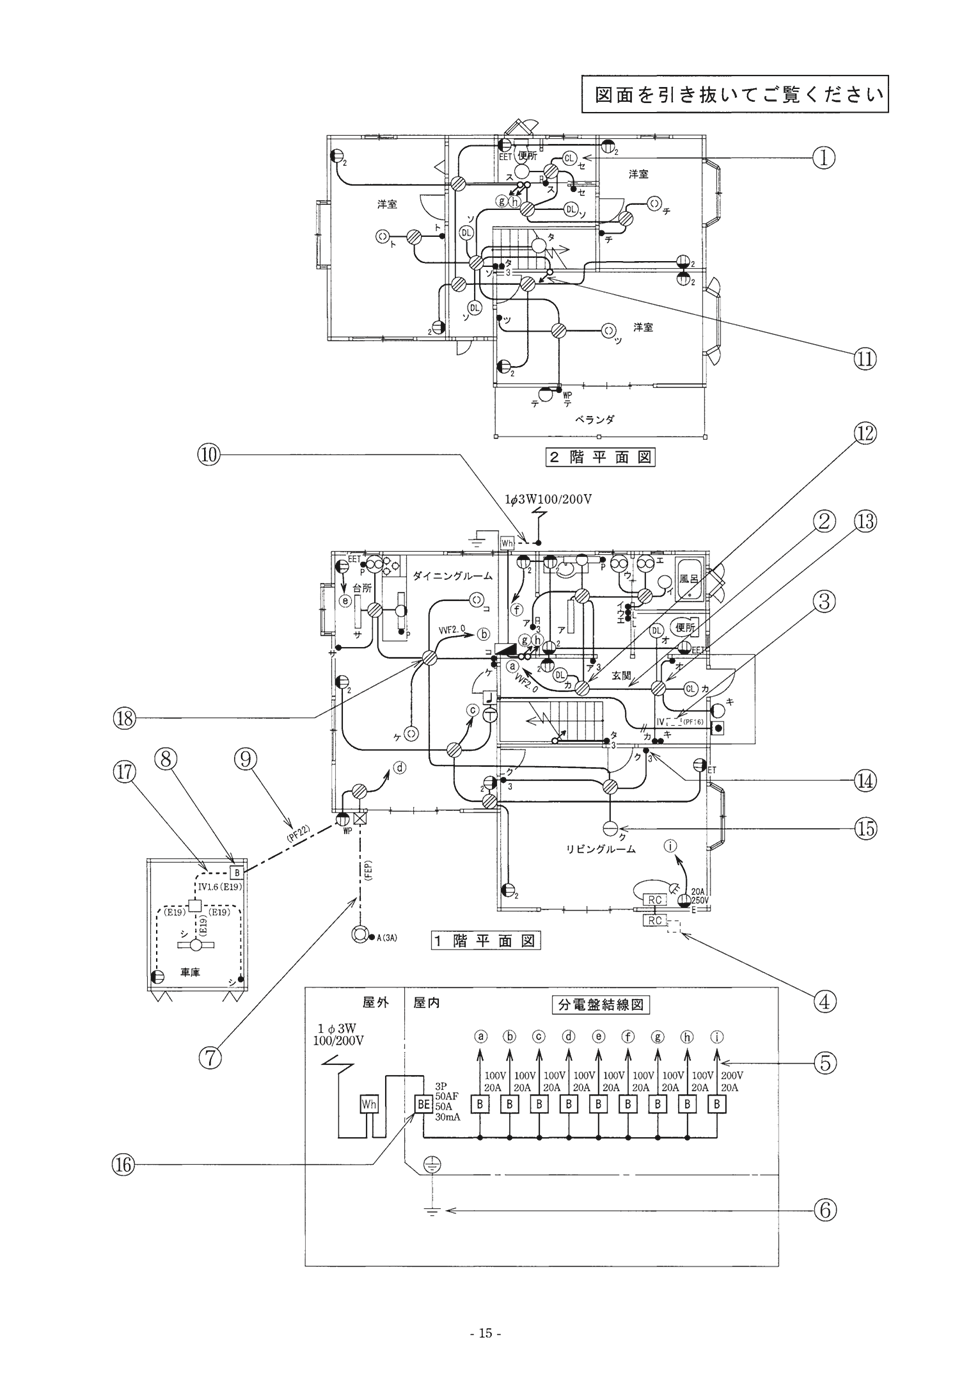 図面を引き抜いてご覧ください
①
EET 便所 2 CL セ
2 洋室 ス 洋室
ス セ
ⓖ ⓗ DL ソ チ
ソ DL ト ト タ チ
ソ タ 3 2
2
DL ソ ツ 洋室 ツ
2 2
⑪
テ WP テ
ベランダ
⑫
2階平面図
⑩
1φ3W100/200V
② ⑬
Wh
EET P ダイニングルーム 2 P ウ エ
台所 風呂
ⓔ コ ⓕ イ
③
サ P VVF2.0 ⓑ ア 3 ア イ ウ エ DL 便所
サ コ ⓖ ⓗ オ EET
ケ ⓐ 2 3 オ
VVF2.0 DL カ 玄関 CL カ
2 キ
⑱ ⓒ IV (PF16)
ケ タ 3 カ キ
⑰ ⑧ ⑨ ⓓ ク 3 ク 3 ET ⑭
2
WP ⑮
(PF22) ク
リビングルーム
B (FEP) ⓘ
IV1.6(E19) 2 RC 20A 250V E
(E19) (E19) (E19) RC
シ A(3A)
1階平面図
車庫 シ
④
屋外 屋内 分電盤結線図
⑦
1φ3W
100/200V
ⓐ ⓑ ⓒ ⓓ ⓔ ⓕ ⓖ ⓗ ⓘ
⑤
100V 100V 100V 100V 100V 100V 100V 100V 200V
20A 20A 20A 20A 20A 20A 20A 20A 20A
3P
50AF
50A
30mA
Wh BE B B B B B B B B B
⑯
⑥
- 15 -